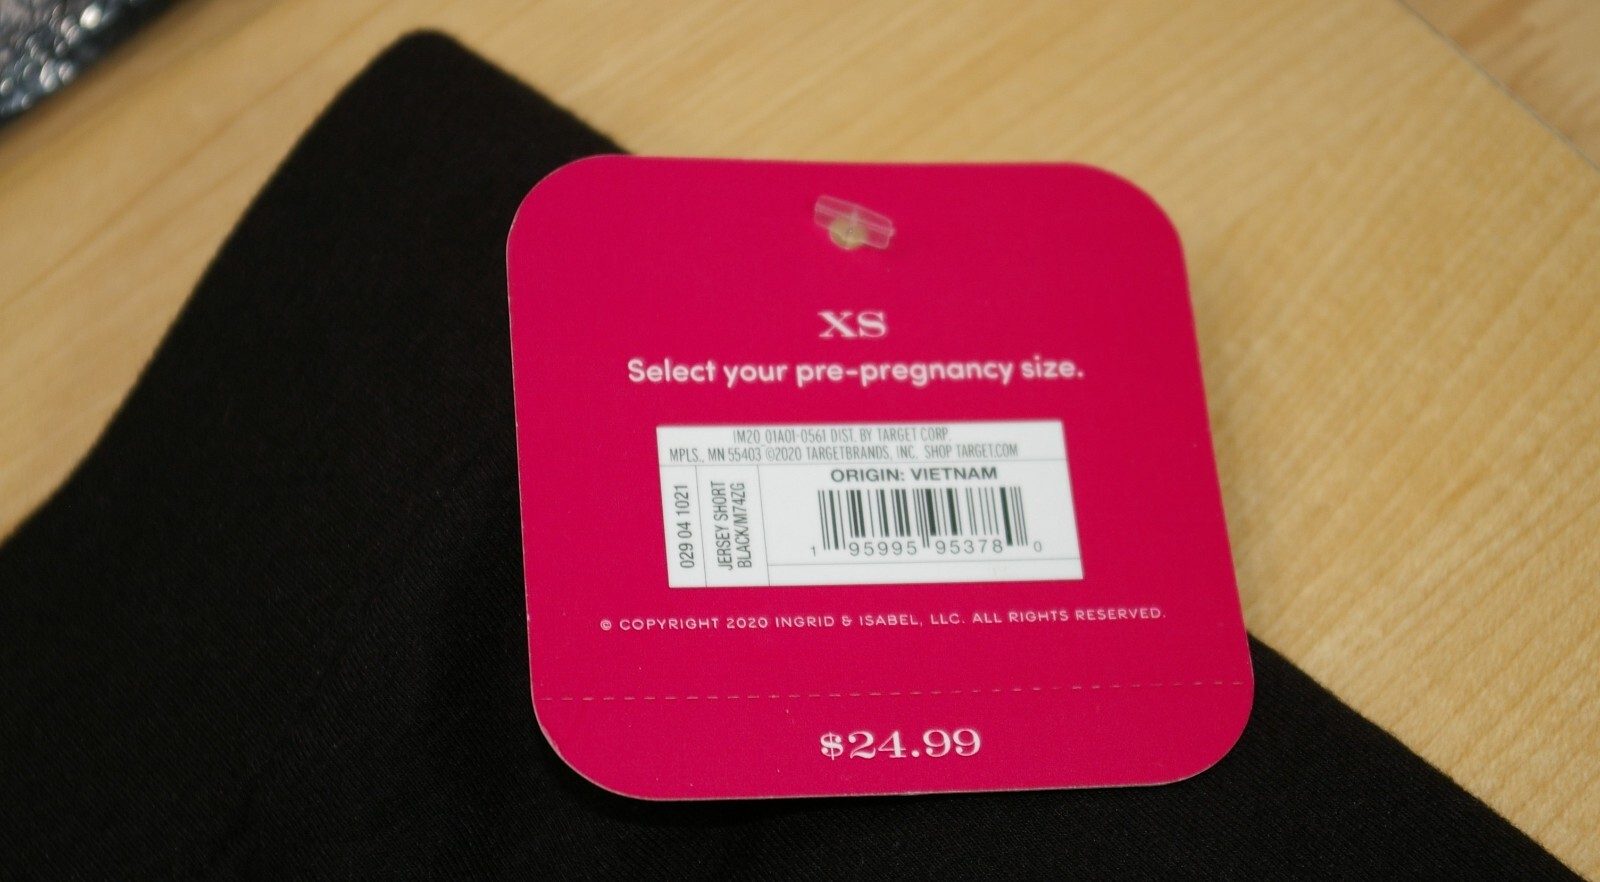 XS
Select your pre-pregnancy size.
IM20_01A01-0561 DIST. BY TARGET CORP.
MPLS., MN 55403 ©2020 TARGETBRANDS, INC. SHOP TARGET.COM
029 04 1021
JERSEY SHORT
BLACK/M74ZG
ORIGIN: VIETNAM
1 95995 95378 0
© COPYRIGHT 2020 INGRID & ISABEL, LLC. ALL RIGHTS RESERVED.
$24.99